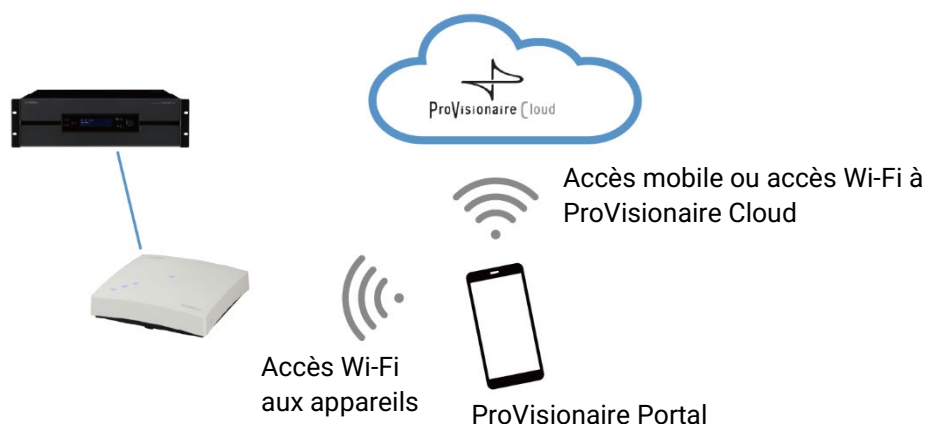 ProVisionaire Cloud
Accès mobile ou accès Wi-Fi à
ProVisionaire Cloud
Accès Wi-Fi
aux appareils
ProVisionaire Portal